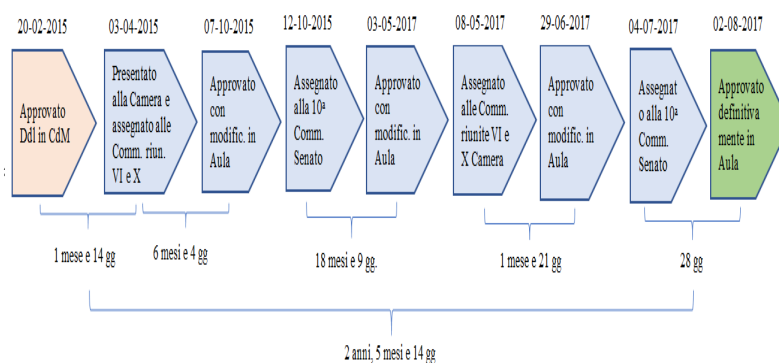 20-02-2015
03-04-2015
07-10-2015
12-10-2015
03-05-2017
08-05-2017
29-06-2017
04-07-2017
02-08-2017
Approvato
Ddl in CdM
Presentato
alla Camera e
assegnato alle
Comm. riun.
VI e X
Approvato
con
modific. in
Aula
Assegnato
alla 10ª
Comm.
Senato
Approvato
con
modific. in
Aula
Assegnato
alle Comm.
riunite VI e
X Camera
Approvato
con
modific. in
Aula
Assegnat
o alla 10ª
Comm.
Senato
Approvato
definitiva
mente in
Aula
:
1 mese e 14 gg
6 mesi e 4 gg
18 mesi e 9 gg.
1 mese e 21 gg
28 gg
2 anni, 5 mesi e 14 gg